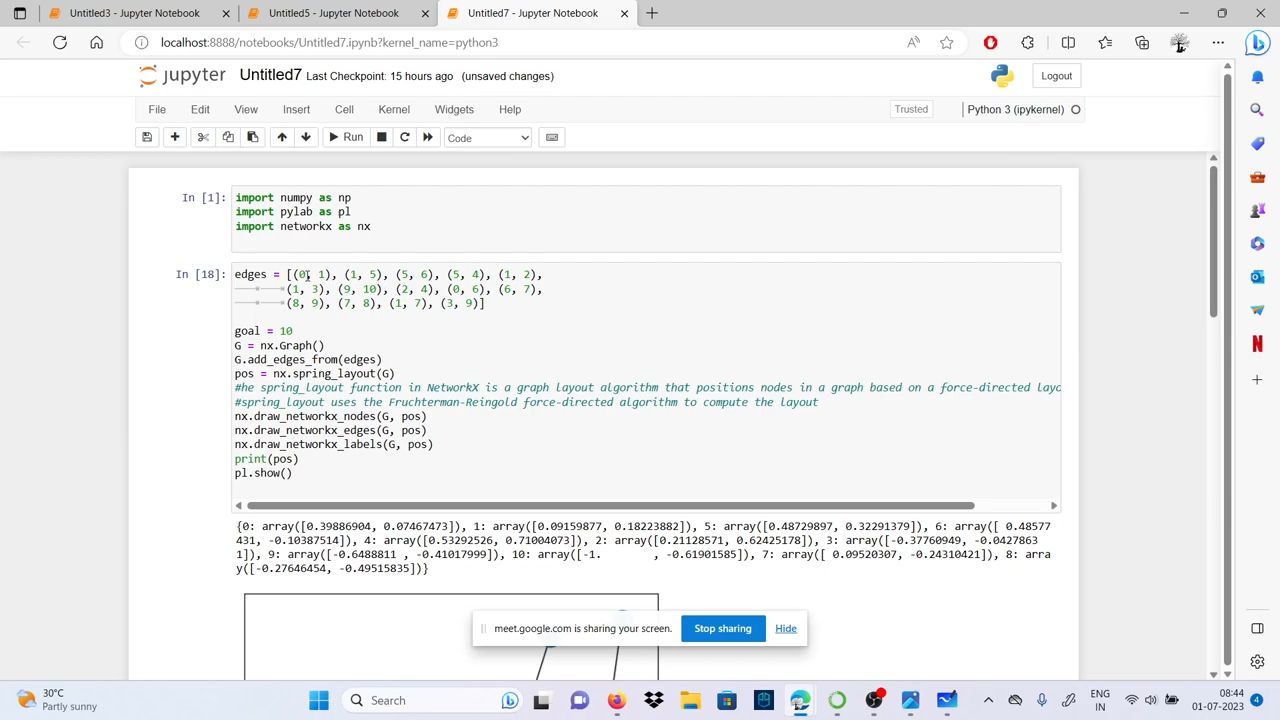 Untitled3 - Jupyter Notebook
Untitled5 - Jupyter Notebook
Untitled7 - Jupyter Notebook
localhost:8888/notebooks/Untitled7.ipynb?kernel_name=python3
jupyter Untitled7 Last Checkpoint: 15 hours ago (unsaved changes)
Logout
File Edit View Insert Cell Kernel Widgets Help
Trusted Python 3 (ipykernel)
Run Code
In [1]:
import numpy as np
import pylab as pl
import networkx as nx
In [18]:
edges = [(0, 1), (1, 5), (5, 6), (5, 4), (1, 2),
(1, 3), (9, 10), (2, 4), (0, 6), (6, 7),
(8, 9), (7, 8), (1, 7), (3, 9)]
goal = 10
G = nx.Graph()
G.add_edges_from(edges)
pos = nx.spring_layout(G)
#he spring_layout function in NetworkX is a graph layout algorithm that positions nodes in a graph based on a force-directed layo
#spring_layout uses the Fruchterman-Reingold force-directed algorithm to compute the layout
nx.draw_networkx_nodes(G, pos)
nx.draw_networkx_edges(G, pos)
nx.draw_networkx_labels(G, pos)
print(pos)
pl.show()
{0: array([0.39886904, 0.07467473]), 1: array([0.09159877, 0.18223882]), 5: array([0.48729897, 0.32291379]), 6: array([ 0.48577
431, -0.10387514]), 4: array([0.53292526, 0.71004073]), 2: array([0.21128571, 0.62425178]), 3: array([-0.37760949, -0.0427863
1]), 9: array([-0.6488811 , -0.41017999]), 10: array([-1.        , -0.61901585]), 7: array([ 0.09520307, -0.24310421]), 8: arra
y([-0.27646454, -0.49515835])}
meet.google.com is sharing your screen.
Stop sharing
Hide
30°C
Partly sunny
Search
ENG
IN
08:44
01-07-2023
4